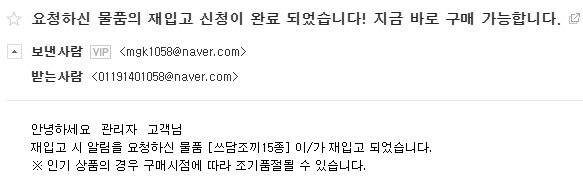 요청하신 물품의 재입고 신청이 완료 되었습니다! 지금 바로 구매 가능합니다.
보낸사람 VIP <mgk1058@naver.com>
받는사람 <01191401058@naver.com>
안녕하세요 관리자 고객님
재입고 시 알림을 요청하신 물품 [쓰담조끼15종] 이/가 재입고 되었습니다.
※ 인기 상품의 경우 구매시점에 따라 조기품절될 수 있습니다.